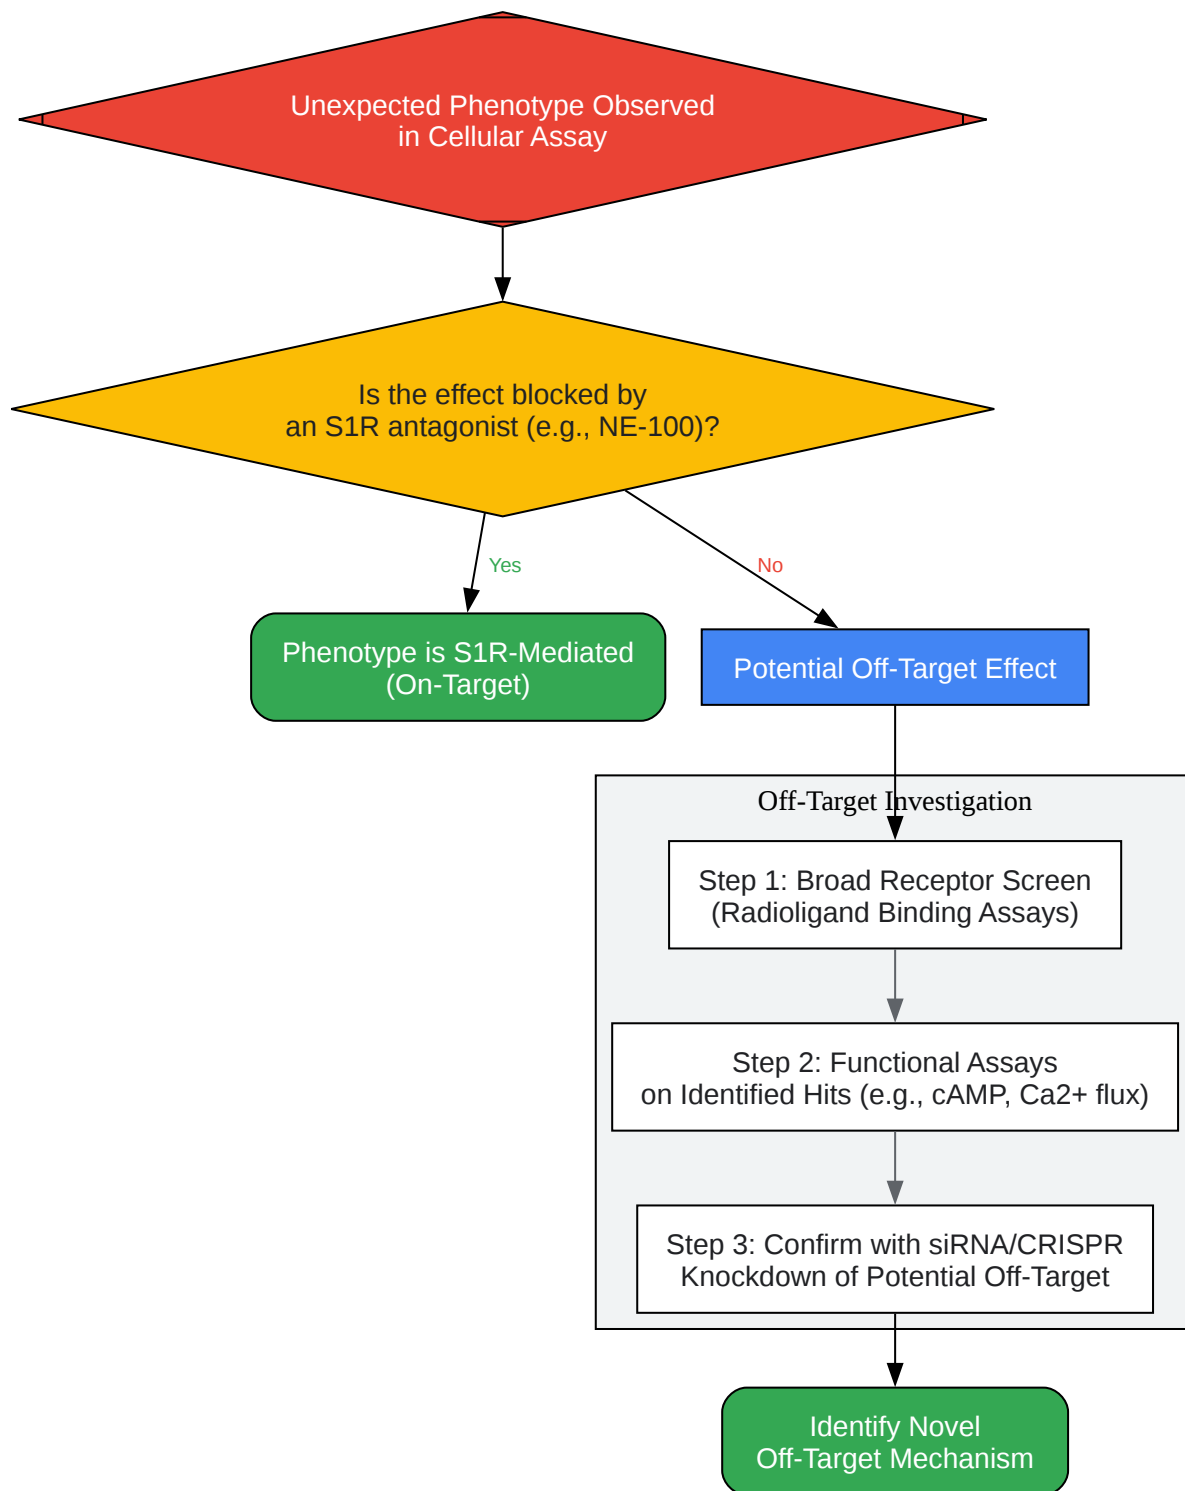 Unexpected Phenotype Observed
in Cellular Assay
Is the effect blocked by
an S1R antagonist (e.g., NE-100)?
Yes
No
Phenotype is S1R-Mediated
(On-Target)
Potential Off-Target Effect
Off-Target Investigation
Step 1: Broad Receptor Screen
(Radioligand Binding Assays)
Step 2: Functional Assays
on Identified Hits (e.g., cAMP, Ca2+ flux)
Step 3: Confirm with siRNA/CRISPR
Knockdown of Potential Off-Target
Identify Novel
Off-Target Mechanism